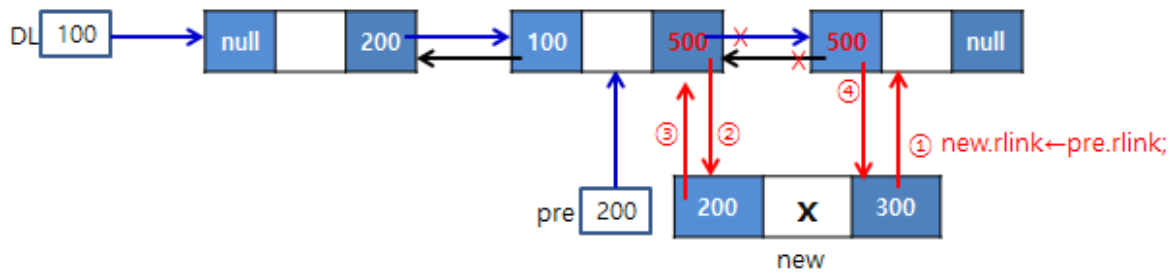 DL 100 null 200 100 500 500 null
③ ② ④ ① new.rlink←pre.rlink;
pre 200 200 X 300
new